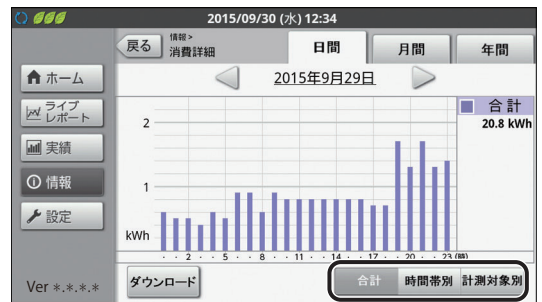 2015/09/30 (水) 12:34
戻る
情報 >
消費詳細
日間
月間
年間
ホーム
ライブ
レポート
実績
情報
設定
Ver *.*.*.*
2015年9月29日
合計
20.8 kWh
2
1
kWh
・・2・・5・・8・・11・・14・・17・・20・・23(時)
ダウンロード
合計
時間帯別
計測対象別